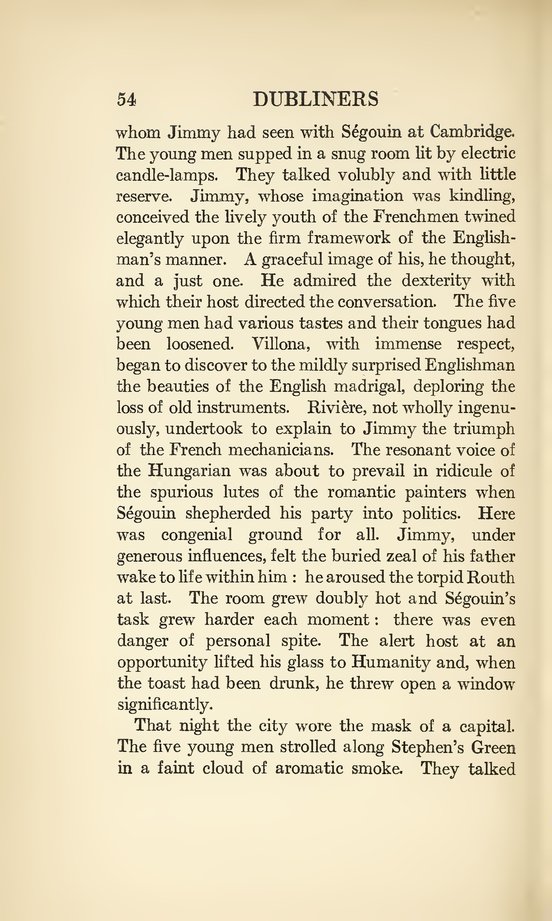 54 DUBLINERS
whom Jimmy had seen with Ségouin at Cambridge.
The young men supped in a snug room lit by electric
candle-lamps. They talked volubly and with little
reserve. Jimmy, whose imagination was kindling,
conceived the lively youth of the Frenchmen twined
elegantly upon the firm framework of the English-
man's manner. A graceful image of his, he thought,
and a just one. He admired the dexterity with
which their host directed the conversation. The five
young men had various tastes and their tongues had
been loosened. Villona, with immense respect,
began to discover to the mildly surprised Englishman
the beauties of the English madrigal, deploring the
loss of old instruments. Rivière, not wholly ingenu-
ously, undertook to explain to Jimmy the triumph
of the French mechanicians. The resonant voice of
the Hungarian was about to prevail in ridicule of
the spurious lutes of the romantic painters when
Ségouin shepherded his party into politics. Here
was congenial ground for all. Jimmy, under
generous influences, felt the buried zeal of his father
wake to life within him : he aroused the torpid Routh
at last. The room grew doubly hot and Ségouin's
task grew harder each moment : there was even
danger of personal spite. The alert host at an
opportunity lifted his glass to Humanity and, when
the toast had been drunk, he threw open a window
significantly.
That night the city wore the mask of a capital.
The five young men strolled along Stephen's Green
in a faint cloud of aromatic smoke. They talked